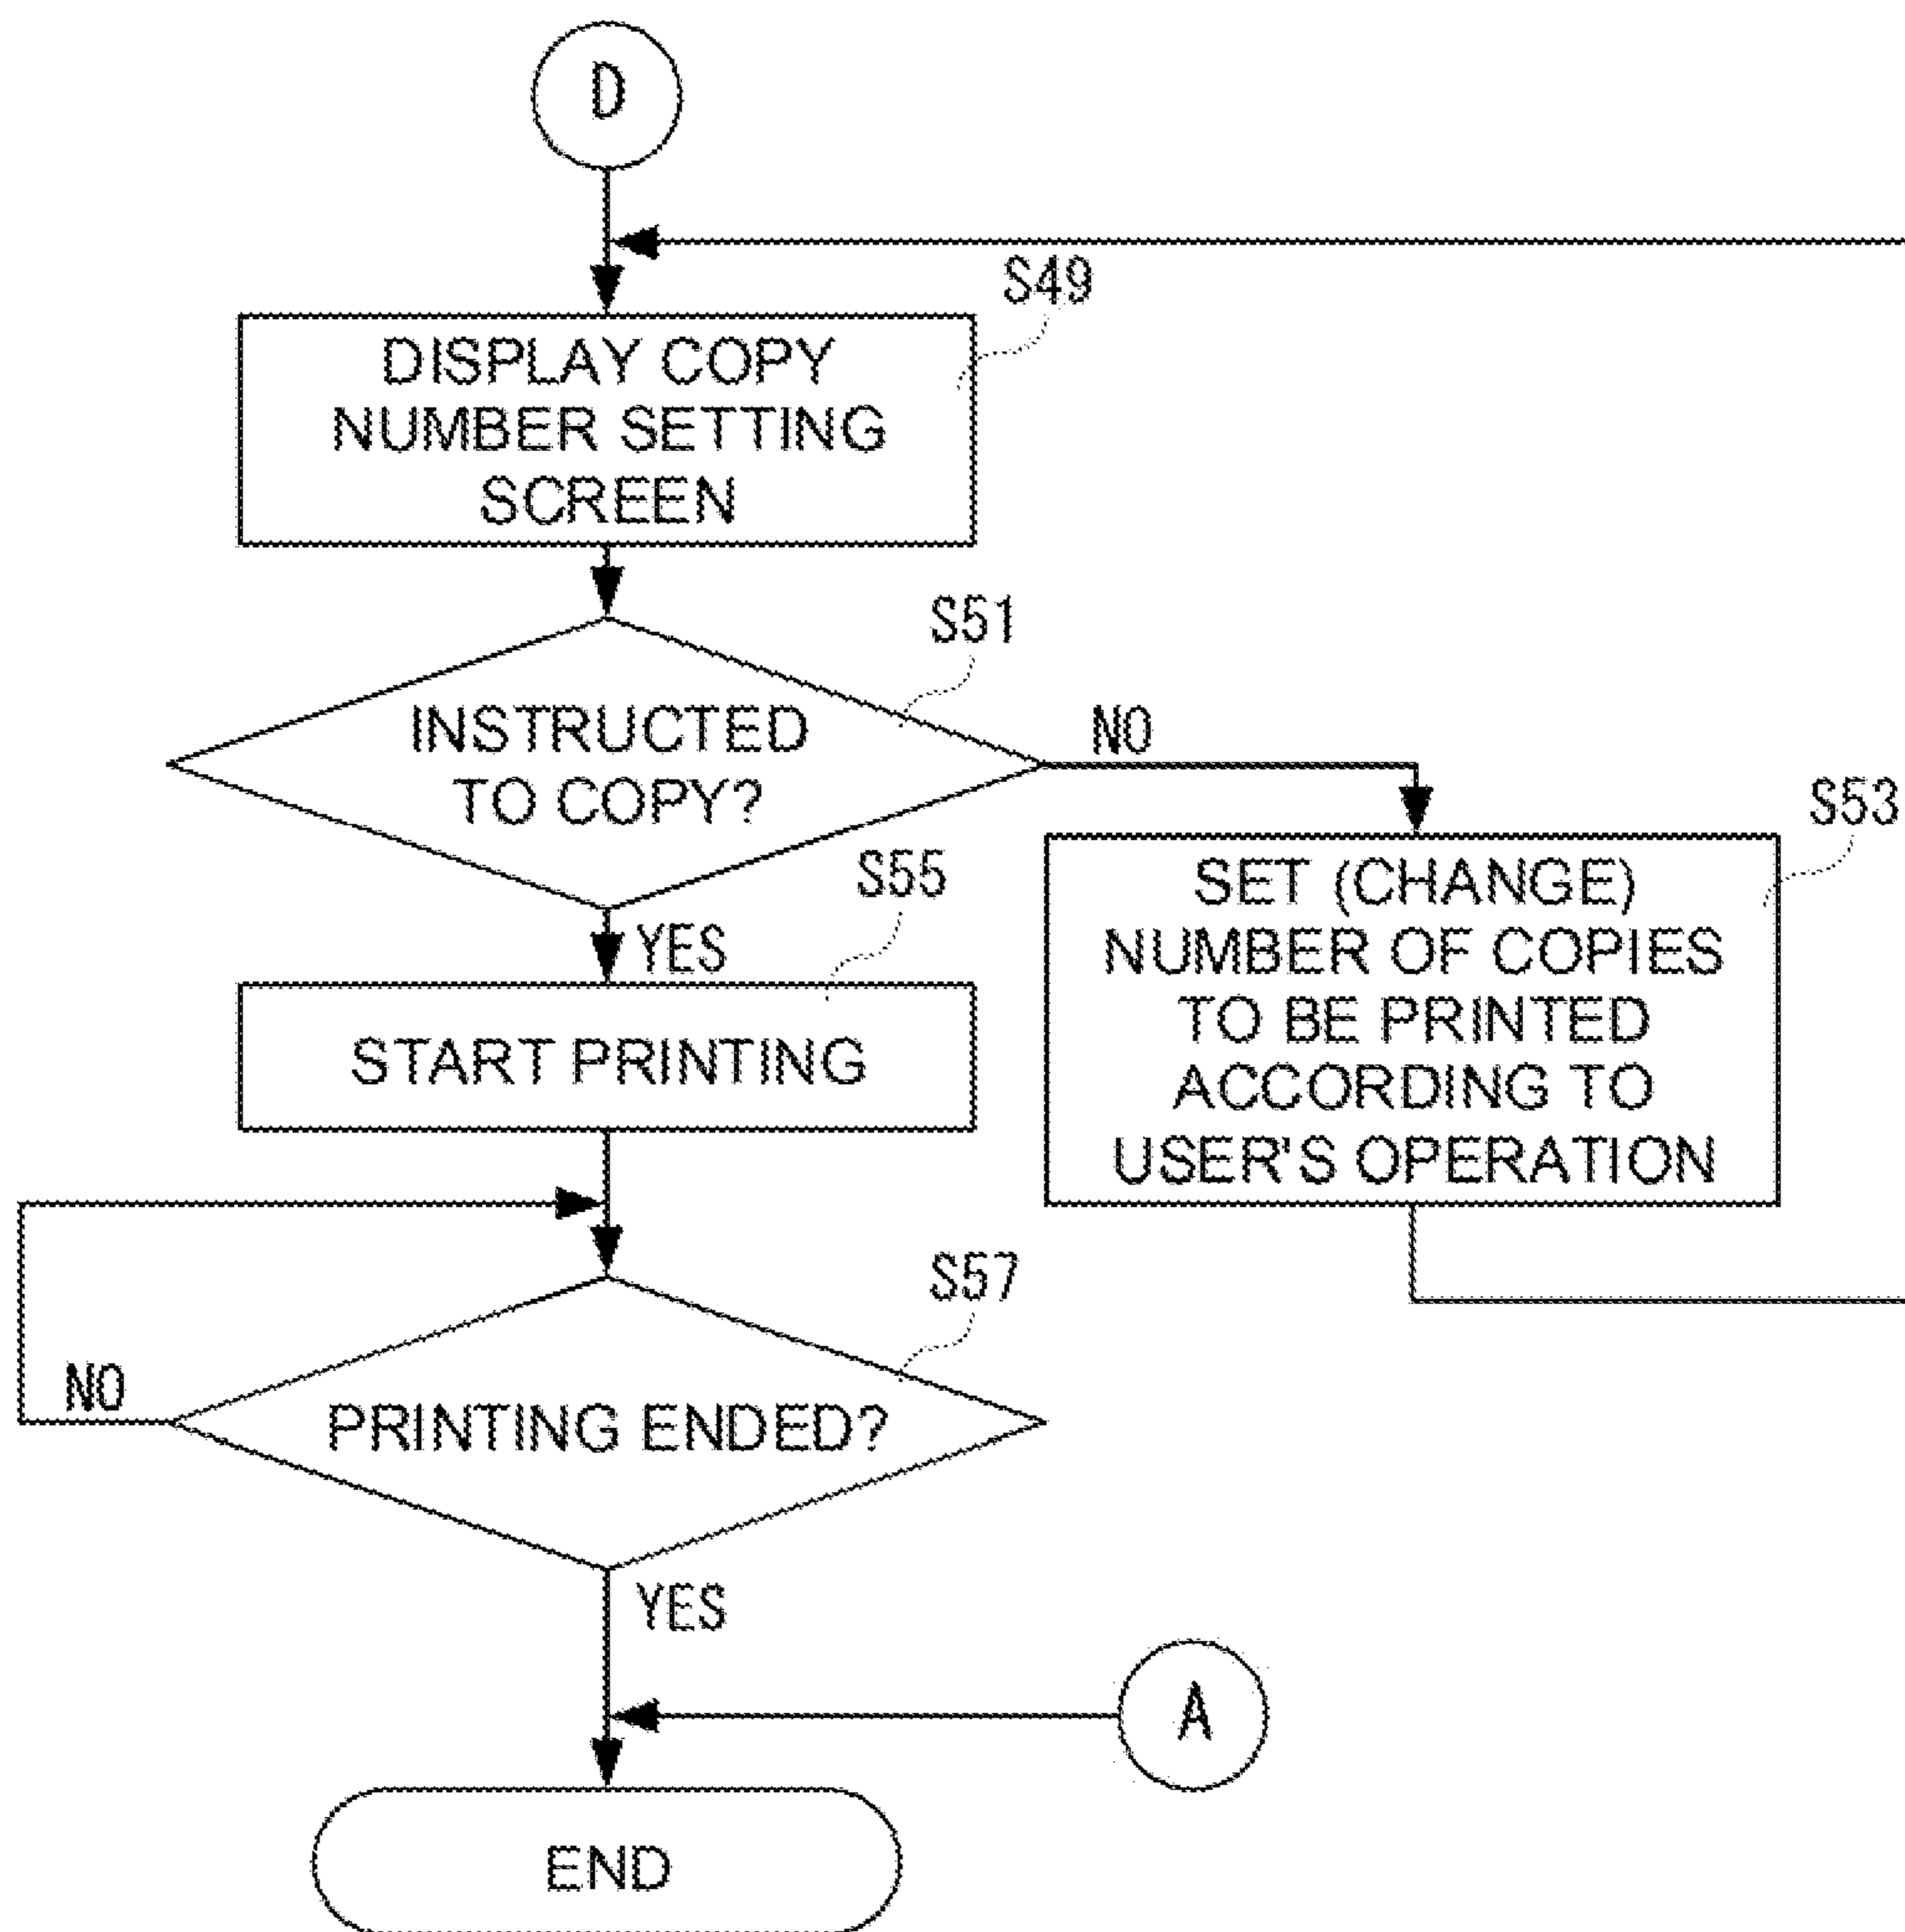 D
S49
DISPLAY COPY
NUMBER SETTING
SCREEN
S51
INSTRUCTED
TO COPY?
NO
S53
SET (CHANGE)
NUMBER OF COPIES
TO BE PRINTED
ACCORDING TO
USER'S OPERATION
YES
S55
START PRINTING
S57
PRINTING ENDED?
NO
YES
A
END